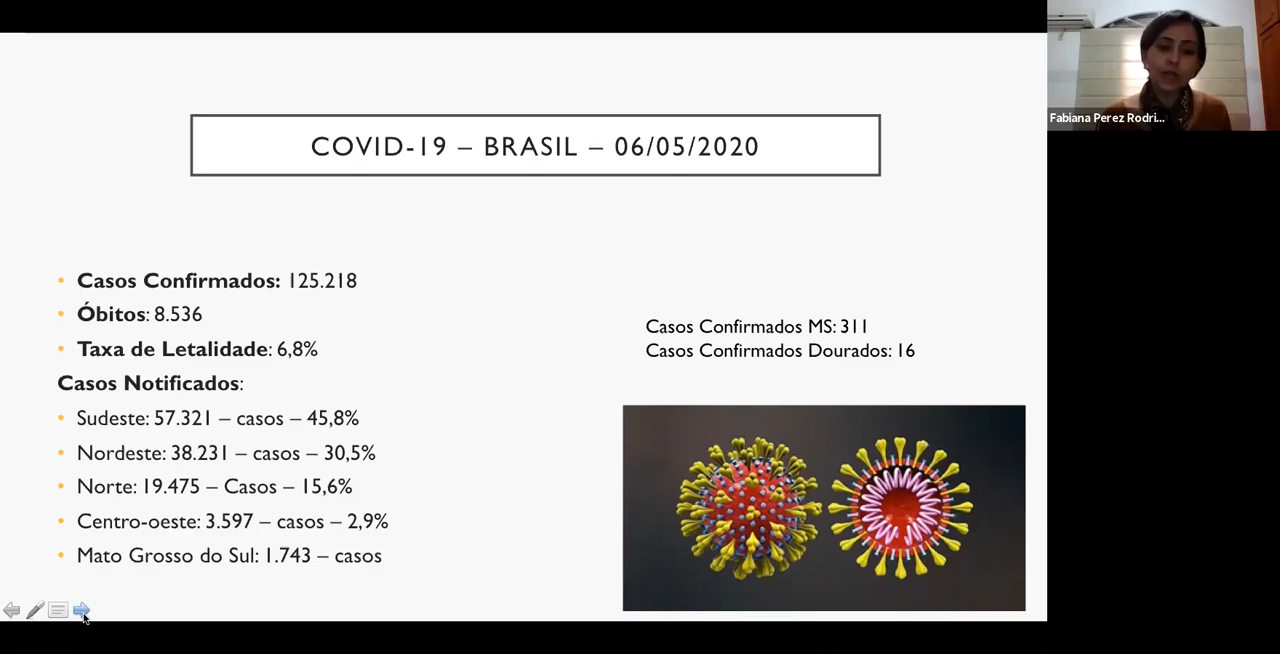 COVID-19 – BRASIL – 06/05/2020
• Casos Confirmados: 125.218
• Óbitos: 8.536
• Taxa de Letalidade: 6,8%
Casos Notificados:
• Sudeste: 57.321 – casos – 45,8%
• Nordeste: 38.231 – casos – 30,5%
• Norte: 19.475 – Casos – 15,6%
• Centro-oeste: 3.597 – casos – 2,9%
• Mato Grosso do Sul: 1.743 – casos
Casos Confirmados MS: 311
Casos Confirmados Dourados: 16
Fabiana Perez Rodri...